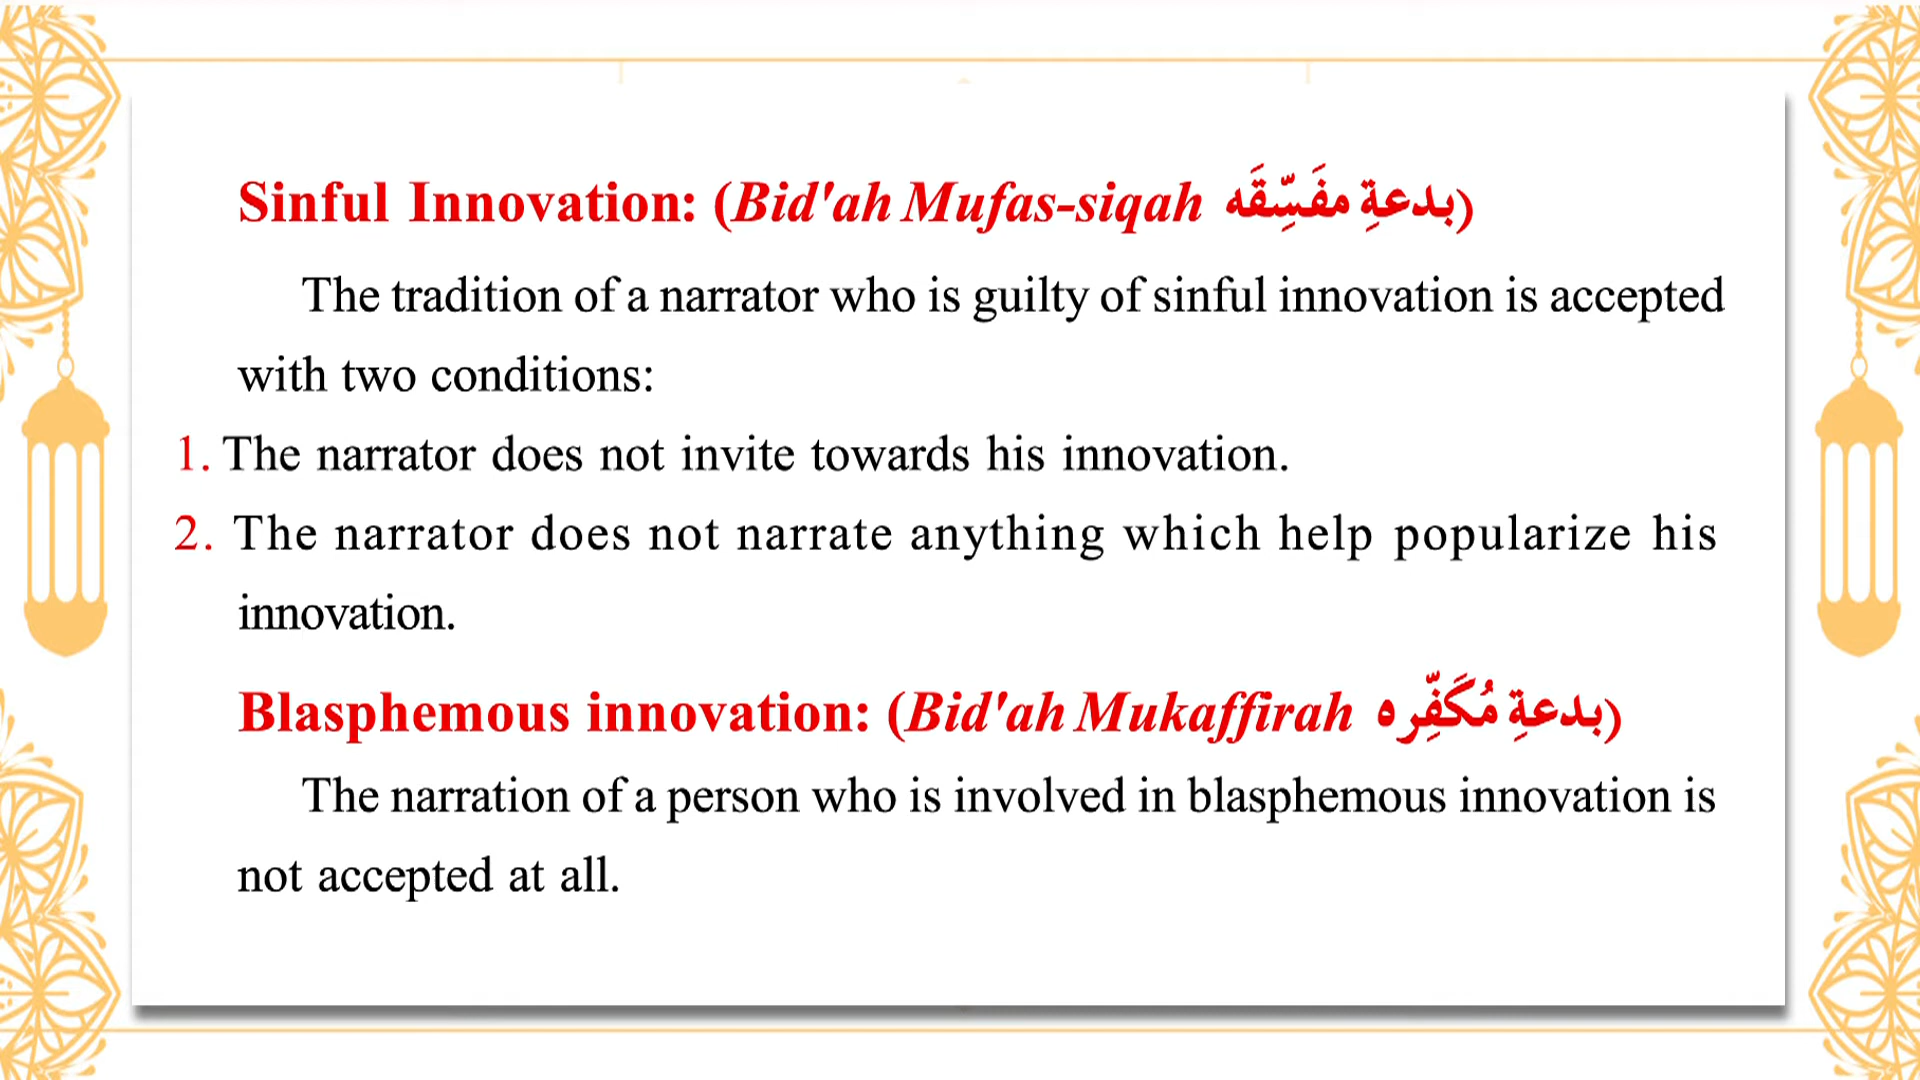 Sinful Innovation: (Bid'ah Mufas-siqah بدعةِ مفَسِّقَه)
The tradition of a narrator who is guilty of sinful innovation is accepted
with two conditions:
1. The narrator does not invite towards his innovation.
2. The narrator does not narrate anything which help popularize his
innovation.
Blasphemous innovation: (Bid'ah Mukaffirah بدعةِ مُكَفِّرہ)
The narration of a person who is involved in blasphemous innovation is
not accepted at all.